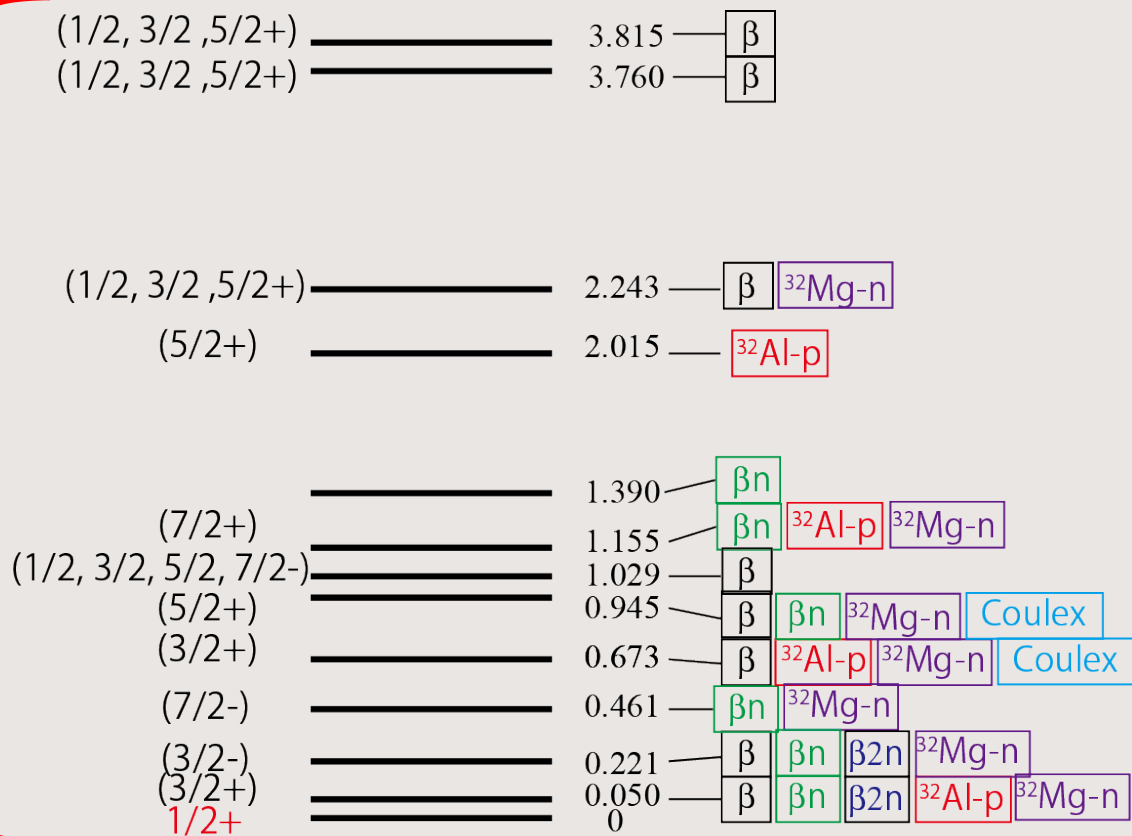 (1/2, 3/2 ,5/2+) 3.815 β
(1/2, 3/2 ,5/2+) 3.760 β
(1/2, 3/2 ,5/2+) 2.243 β ³²Mg-n
(5/2+) 2.015 ³²Al-p
1.390 βn
(7/2+) 1.155 βn ³²Al-p ³²Mg-n
(1/2, 3/2, 5/2, 7/2-) 1.029 β
(5/2+) 0.945 β βn ³²Mg-n Coulex
(3/2+) 0.673 β ³²Al-p ³²Mg-n Coulex
(7/2-) 0.461 βn ³²Mg-n
(3/2-) 0.221 β βn β2n ³²Mg-n
(3/2+) 0.050 β βn β2n ³²Al-p ³²Mg-n
1/2+ 0